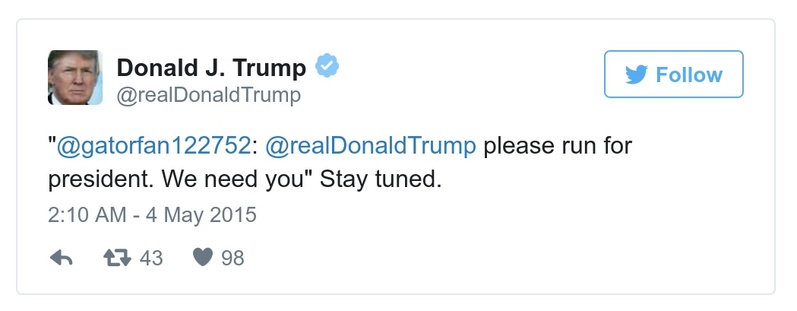 Donald J. Trump
@realDonaldTrump
Follow
"@gatorfan122752: @realDonaldTrump please run for
president. We need you" Stay tuned.
2:10 AM - 4 May 2015
43 98